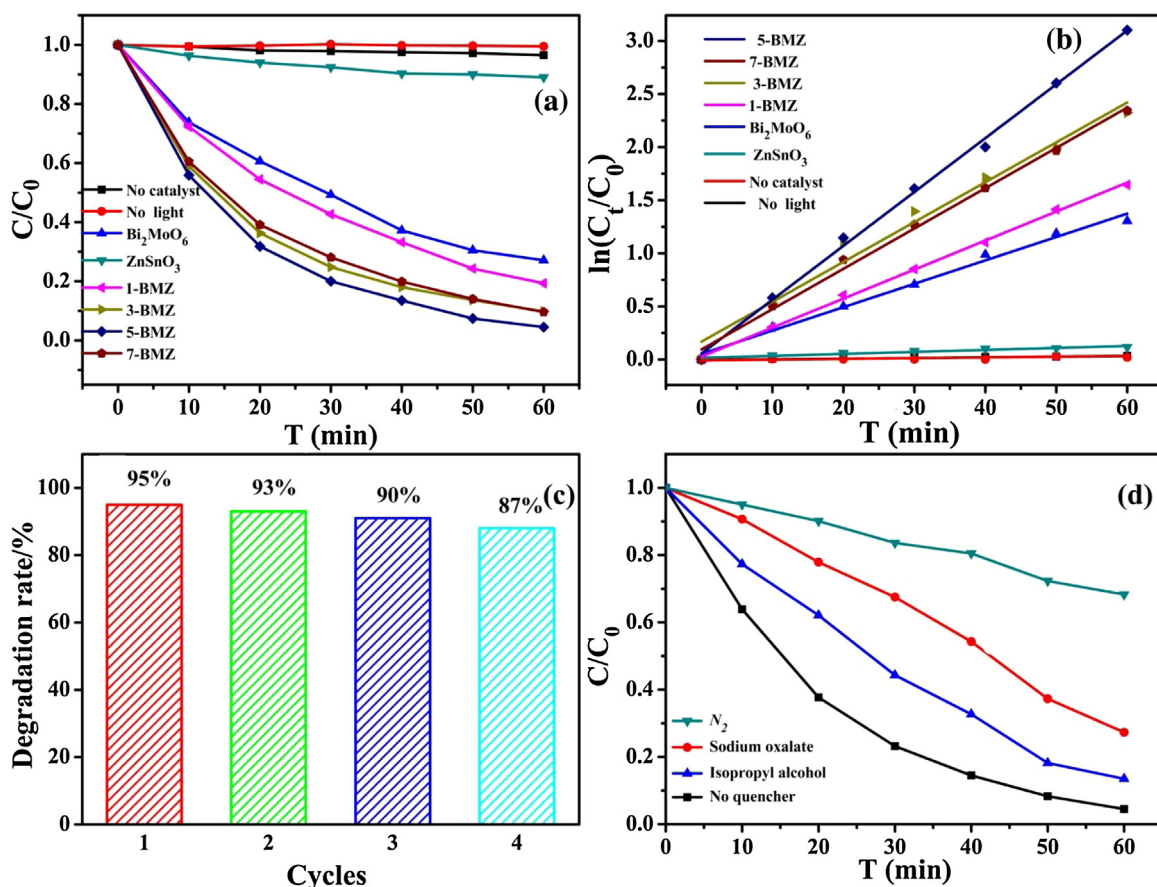 (a)
C/C₀
1.0
0.8
0.6
0.4
0.2
0.0
No catalyst
No light
Bi₂MoO₆
ZnSnO₃
1-BMZ
3-BMZ
5-BMZ
7-BMZ
0 10 20 30 40 50 60
T (min)
(b)
ln(Cₜ/C₀)
3.0
2.5
2.0
1.5
1.0
0.5
0.0
5-BMZ
7-BMZ
3-BMZ
1-BMZ
Bi₂MoO₆
ZnSnO₃
No catalyst
No light
0 10 20 30 40 50 60
T (min)
(c)
Degradation rate/%
100
80
60
40
20
0
95% 93% 90% 87%
1 2 3 4
Cycles
(d)
C/C₀
1.0
0.8
0.6
0.4
0.2
0.0
N₂
Sodium oxalate
Isopropyl alcohol
No quencher
0 10 20 30 40 50 60
T (min)